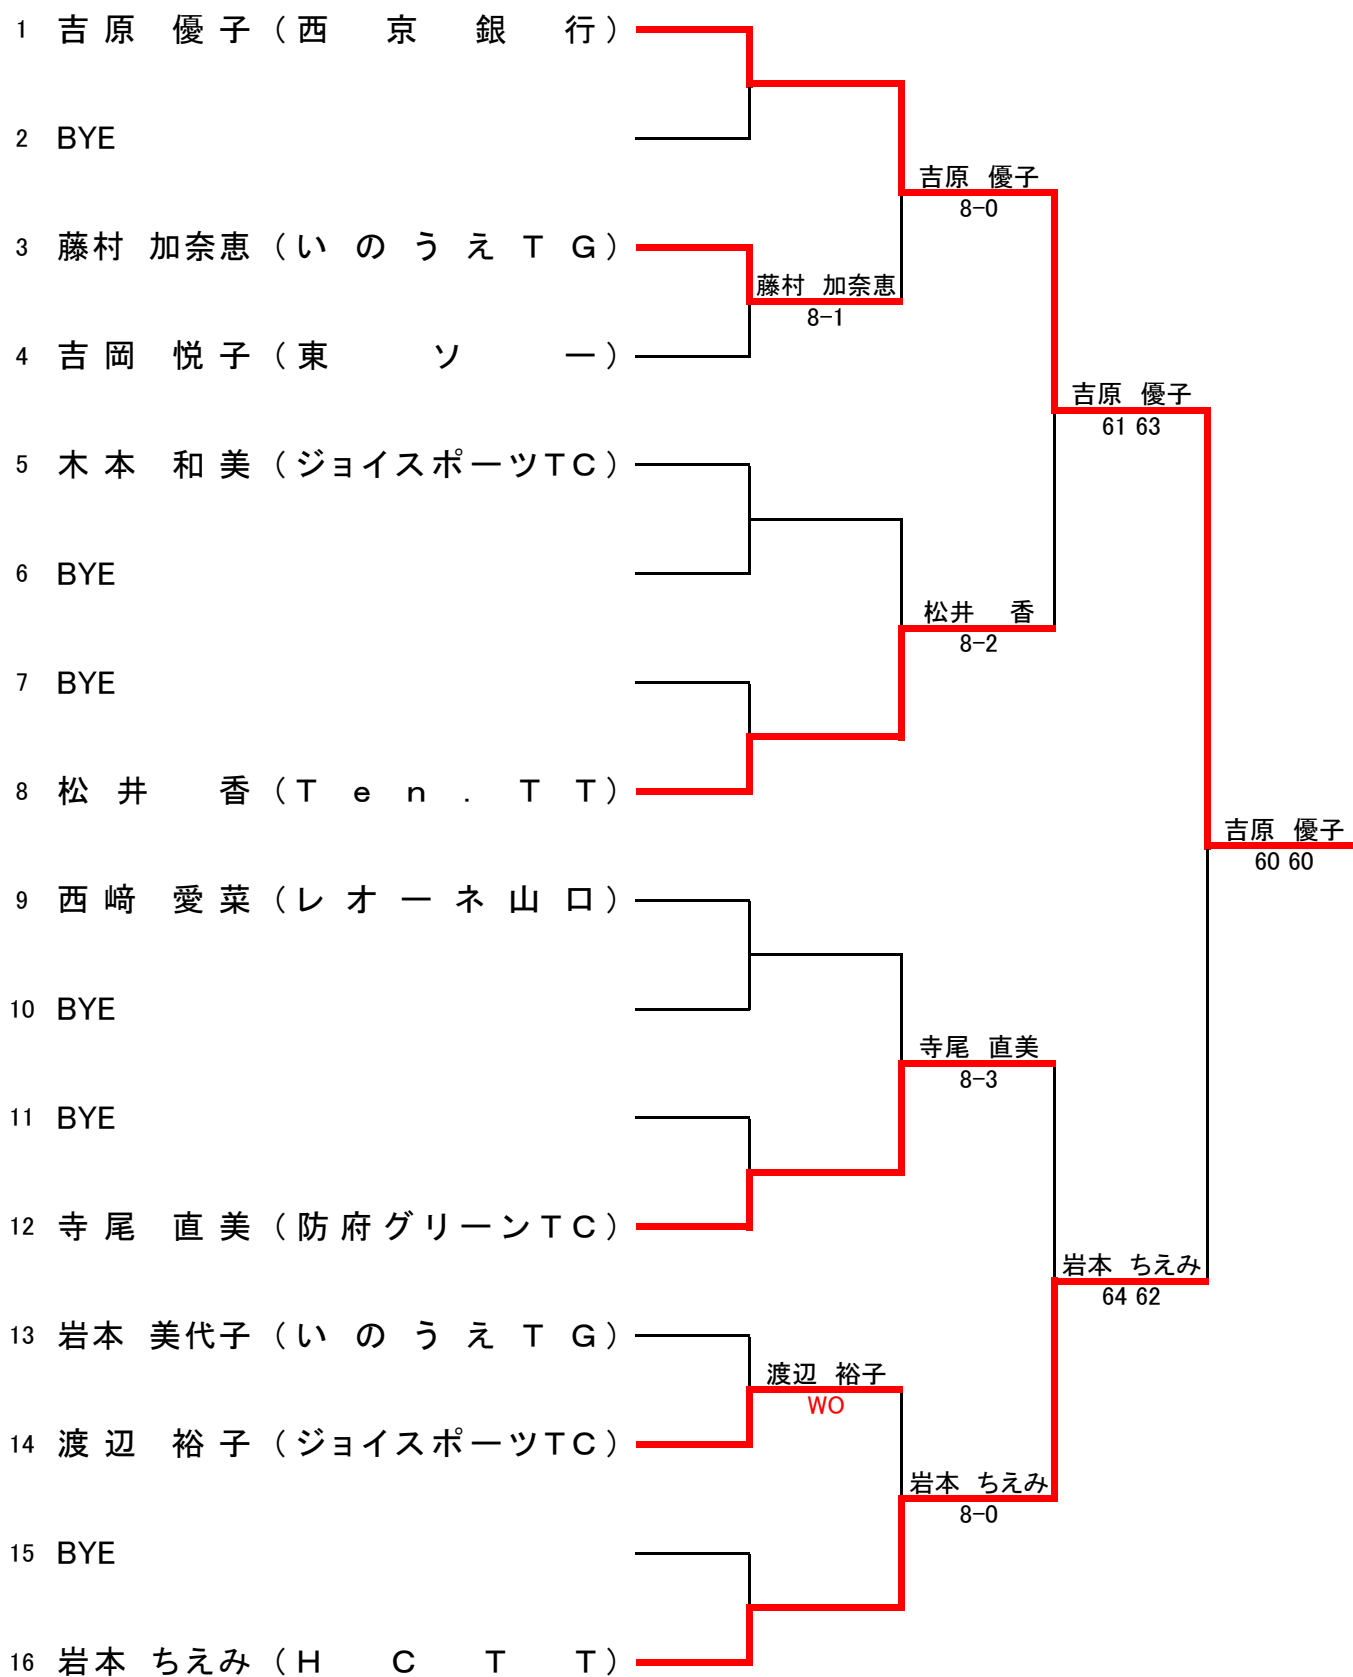 1 吉原 優子 (西京銀行)
2 BYE
吉原 優子
8-0
3 藤村 加奈恵 (いのうえTG)
藤村 加奈恵
8-1
4 吉岡 悦子 (東ソー)
吉原 優子
61 63
5 木本 和美 (ジョイスポーツTC)
6 BYE
松井 香
8-2
7 BYE
8 松井 香 (Ten.TT)
吉原 優子
60 60
9 西﨑 愛菜 (レオーネ山口)
10 BYE
寺尾 直美
8-3
11 BYE
12 寺尾 直美 (防府グリーンTC)
岩本 ちえみ
64 62
13 岩本 美代子 (いのうえTG)
渡辺 裕子
WO
14 渡辺 裕子 (ジョイスポーツTC)
岩本 ちえみ
8-0
15 BYE
16 岩本 ちえみ (HCTT)